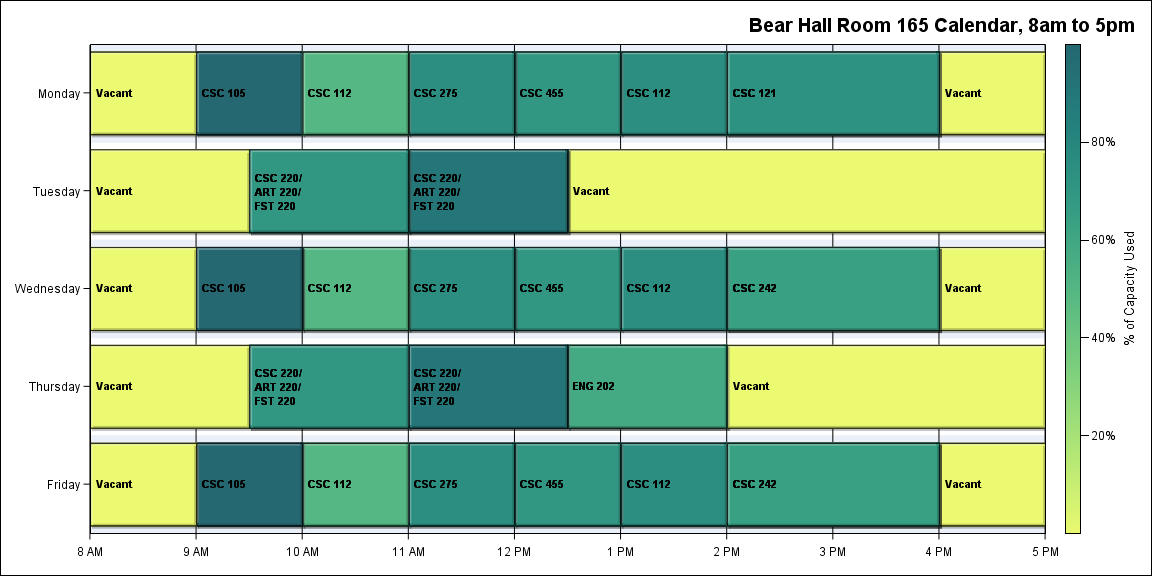 Bear Hall Room 165 Calendar, 8am to 5pm
Monday
Vacant
CSC 105
CSC 112
CSC 275
CSC 455
CSC 112
CSC 121
Vacant
Tuesday
Vacant
CSC 220/
ART 220/
FST 220
CSC 220/
ART 220/
FST 220
Vacant
Wednesday
Vacant
CSC 105
CSC 112
CSC 275
CSC 455
CSC 112
CSC 242
Vacant
Thursday
Vacant
CSC 220/
ART 220/
FST 220
CSC 220/
ART 220/
FST 220
ENG 202
Vacant
Friday
Vacant
CSC 105
CSC 112
CSC 275
CSC 455
CSC 112
CSC 242
Vacant
8 AM
9 AM
10 AM
11 AM
12 PM
1 PM
2 PM
3 PM
4 PM
5 PM
80%
60%
40%
20%
% of Capacity Used